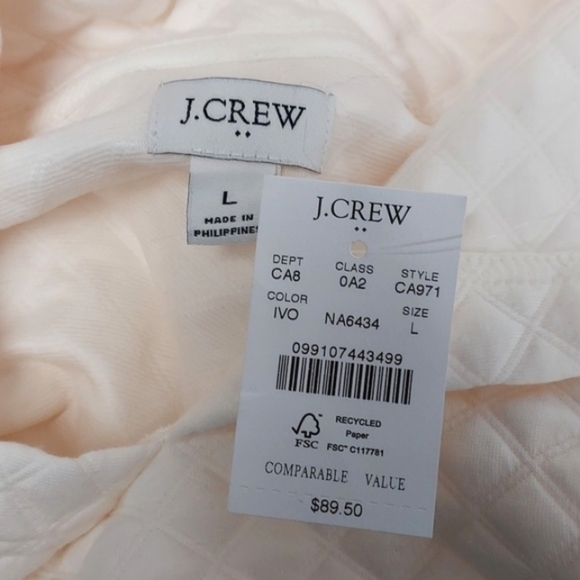 J.CREW
L
MADE IN
PHILIPPINES
J.CREW
DEPT CLASS STYLE
CA8 0A2 CA971
COLOR SIZE
IVO NA6434 L
099107443499
FSC
RECYCLED
Paper
FSC™ C117781
COMPARABLE VALUE
$89.50